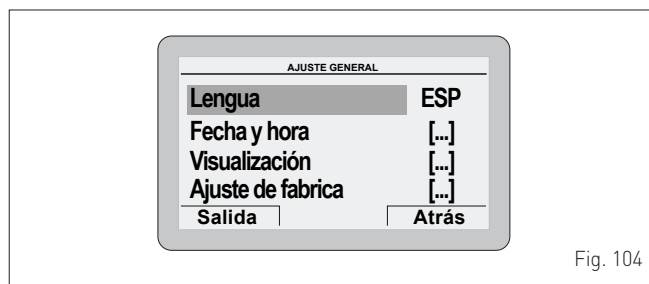 AJUSTE GENERAL
Lengua ESP
Fecha y hora [...]
Visualización [...]
Ajuste de fabrica [...]
Salida Atrás
Fig. 104